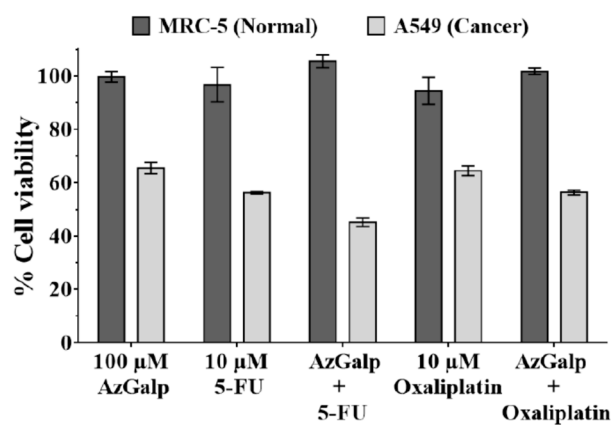 MRC-5 (Normal) A549 (Cancer)
% Cell viability
100
80
60
40
20
0
100 µM
AzGalp
10 µM
5-FU
AzGalp
+
5-FU
10 µM
Oxaliplatin
AzGalp
+
Oxaliplatin